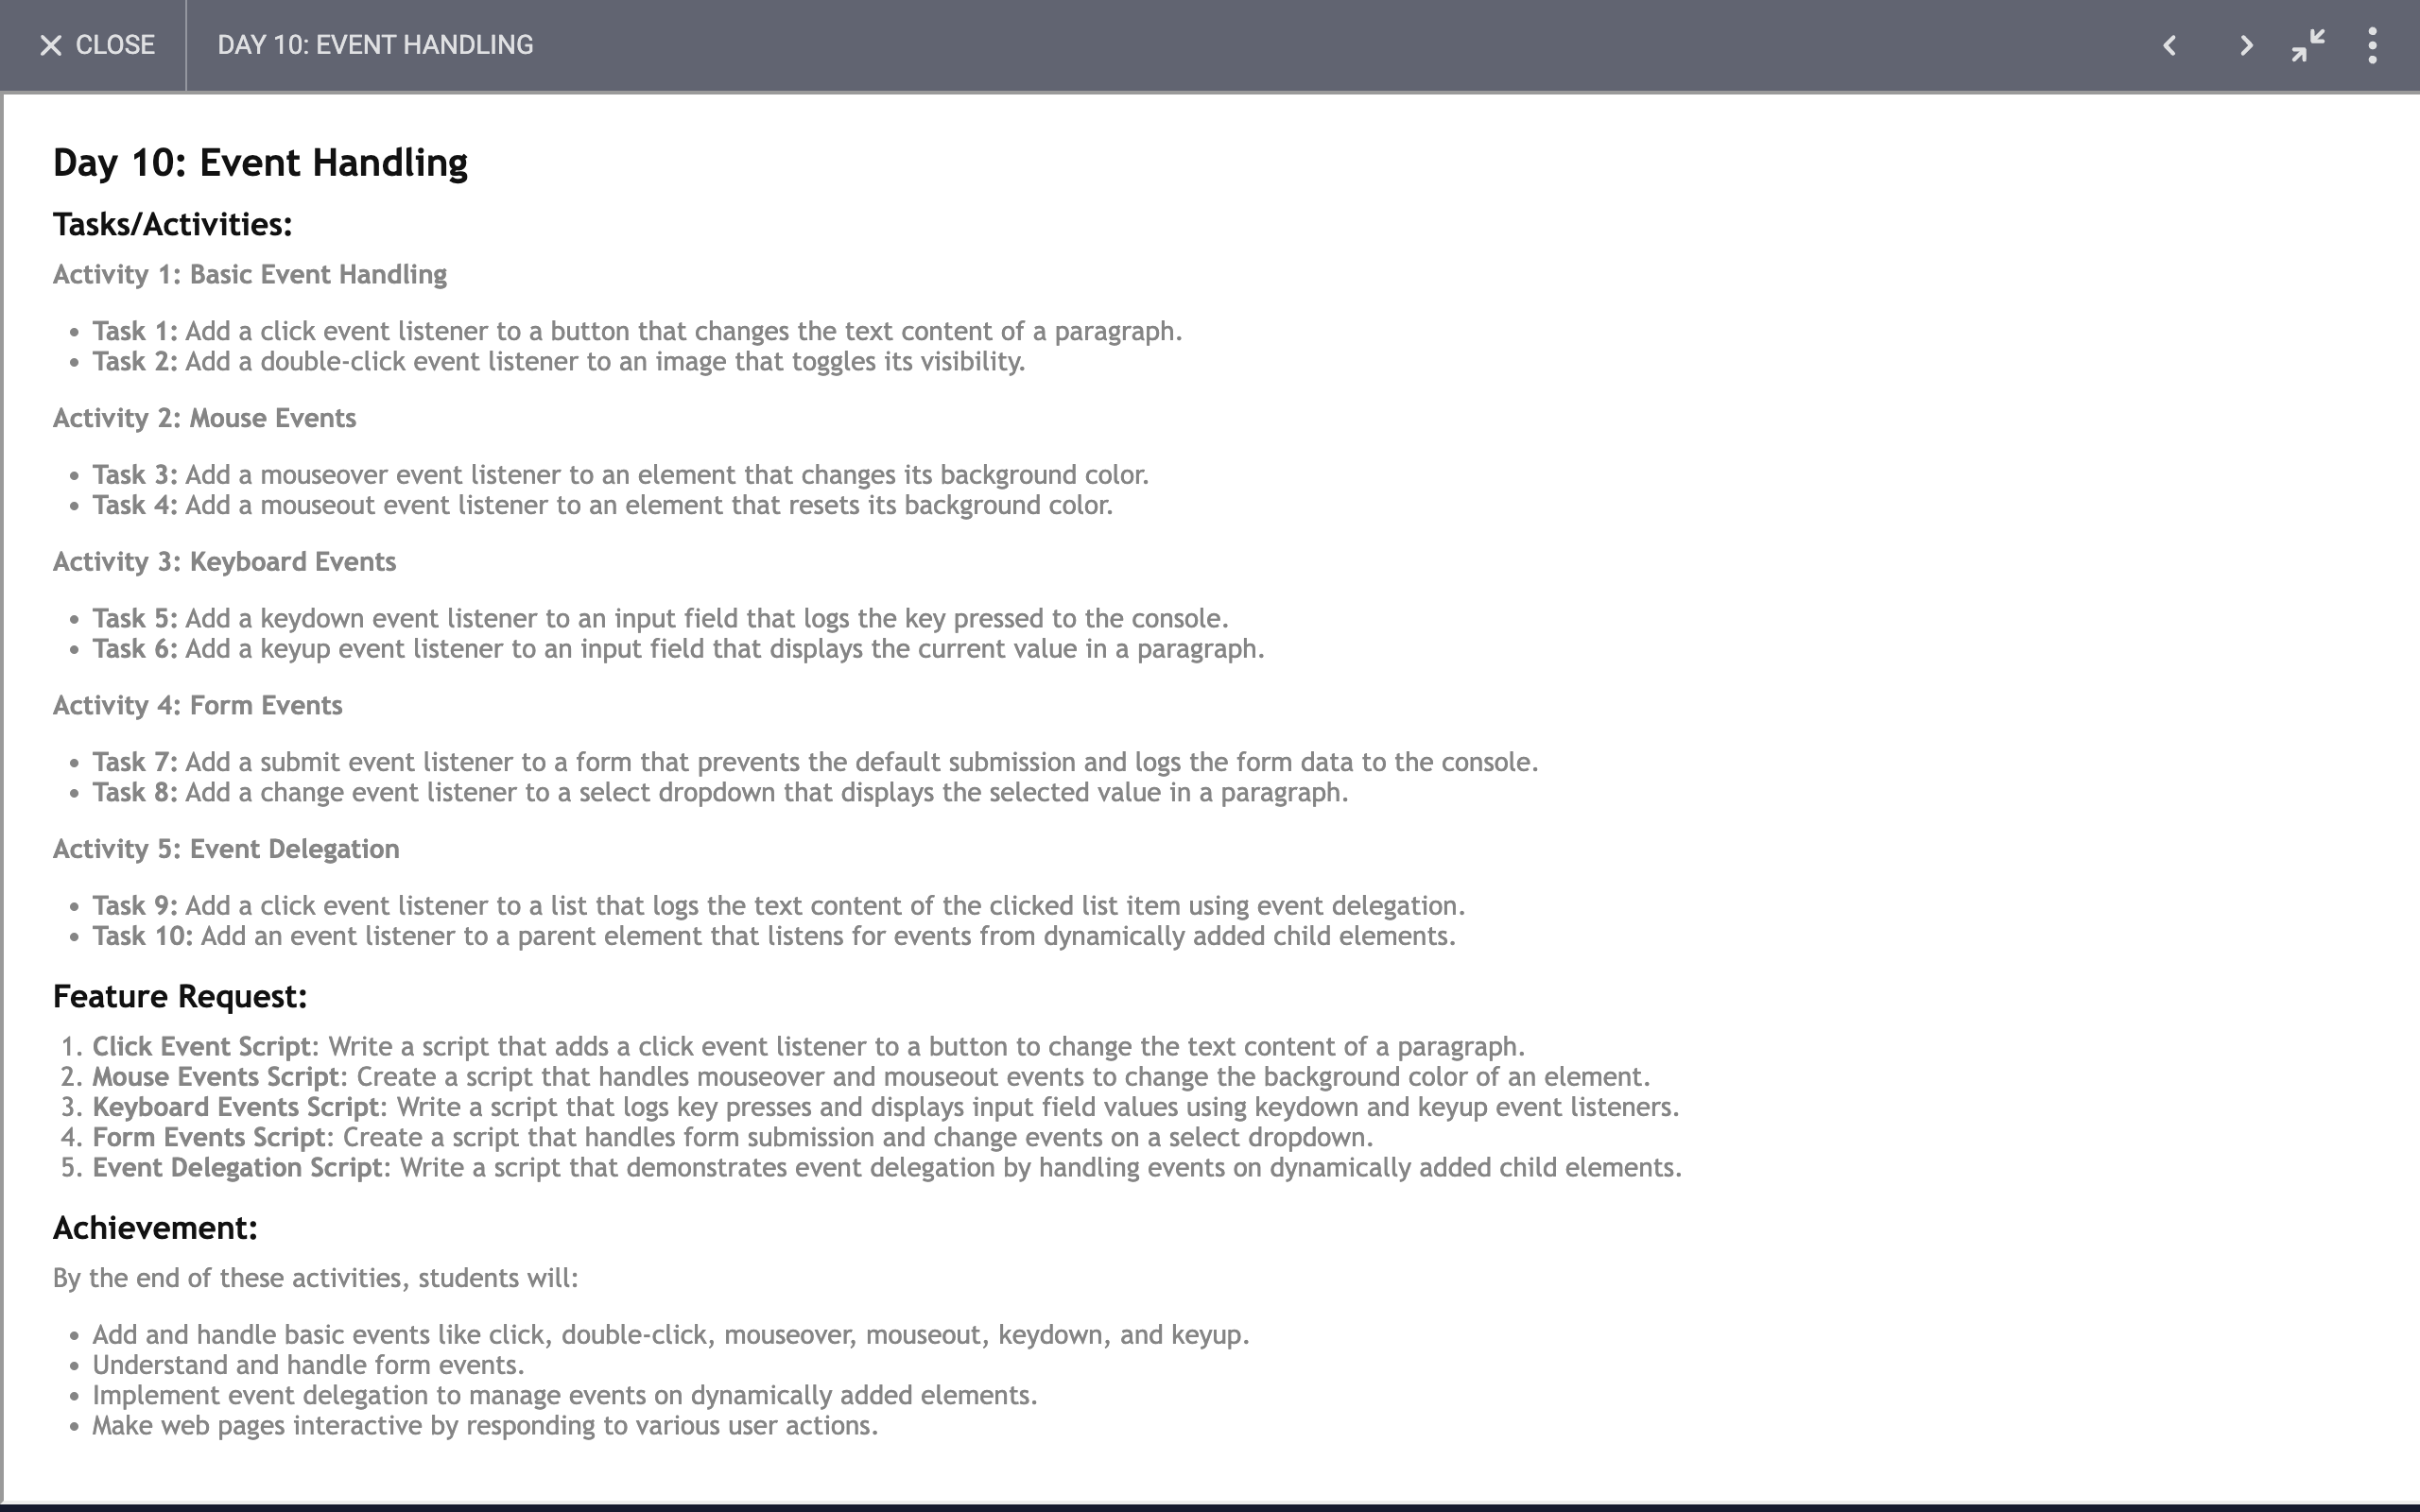 CLOSE
DAY 10: EVENT HANDLING
Day 10: Event Handling
Tasks/Activities:
Activity 1: Basic Event Handling
• Task 1: Add a click event listener to a button that changes the text content of a paragraph.
• Task 2: Add a double-click event listener to an image that toggles its visibility.
Activity 2: Mouse Events
• Task 3: Add a mouseover event listener to an element that changes its background color.
• Task 4: Add a mouseout event listener to an element that resets its background color.
Activity 3: Keyboard Events
• Task 5: Add a keydown event listener to an input field that logs the key pressed to the console.
• Task 6: Add a keyup event listener to an input field that displays the current value in a paragraph.
Activity 4: Form Events
• Task 7: Add a submit event listener to a form that prevents the default submission and logs the form data to the console.
• Task 8: Add a change event listener to a select dropdown that displays the selected value in a paragraph.
Activity 5: Event Delegation
• Task 9: Add a click event listener to a list that logs the text content of the clicked list item using event delegation.
• Task 10: Add an event listener to a parent element that listens for events from dynamically added child elements.
Feature Request:
1. Click Event Script: Write a script that adds a click event listener to a button to change the text content of a paragraph.
2. Mouse Events Script: Create a script that handles mouseover and mouseout events to change the background color of an element.
3. Keyboard Events Script: Write a script that logs key presses and displays input field values using keydown and keyup event listeners.
4. Form Events Script: Create a script that handles form submission and change events on a select dropdown.
5. Event Delegation Script: Write a script that demonstrates event delegation by handling events on dynamically added child elements.
Achievement:
By the end of these activities, students will:
• Add and handle basic events like click, double-click, mouseover, mouseout, keydown, and keyup.
• Understand and handle form events.
• Implement event delegation to manage events on dynamically added elements.
• Make web pages interactive by responding to various user actions.